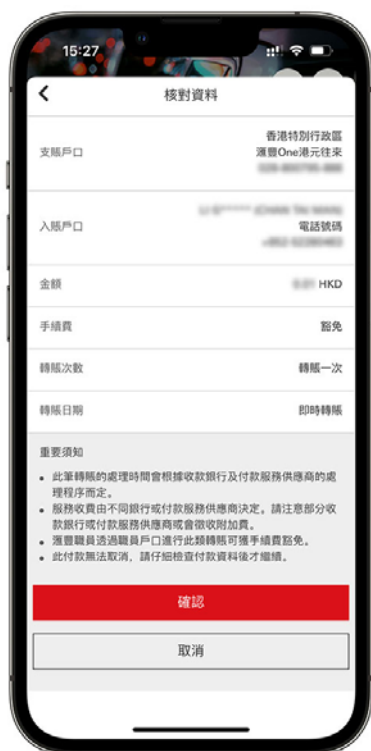 15:27
核對資料
支賬戶口
香港特別行政區
滙豐One港元往來
入賬戶口
電話號碼
金額
HKD
手續費
豁免
轉賬次數
轉賬一次
轉賬日期
即時轉賬
重要須知
• 此筆轉賬的處理時間會根據收款銀行及付款服務供應商的處
理程序而定。
• 服務收費由不同銀行或付款服務供應商決定。請注意部分收
款銀行或付款服務供應商或會徵收附加費。
• 滙豐職員透過職員戶口進行此類轉賬可獲手續費豁免。
• 此付款無法取消，請仔細檢查付款資料後才繼續。
確認
取消